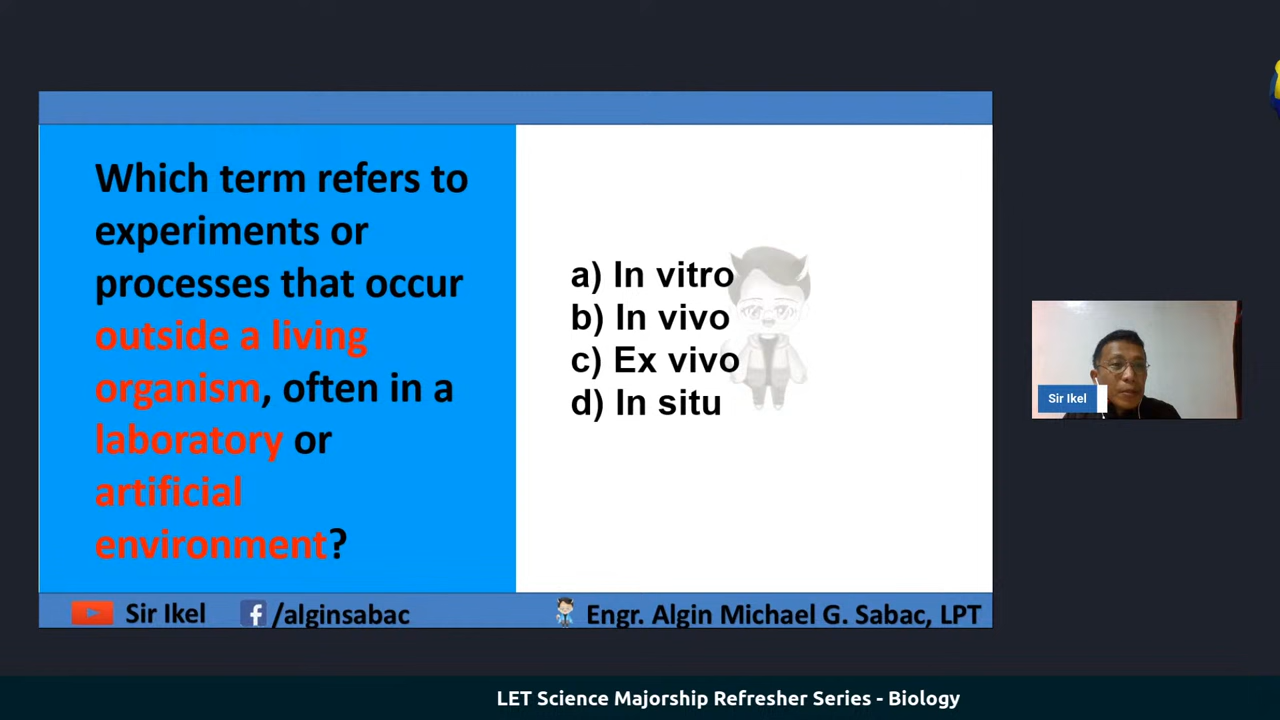 Which term refers to
experiments or
processes that occur
outside a living
organism, often in a
laboratory or
artificial
environment?
a) In vitro
b) In vivo
c) Ex vivo
d) In situ
Sir Ikel
Sir Ikel
/alginsabac
Engr. Algin Michael G. Sabac, LPT
LET Science Majorship Refresher Series - Biology